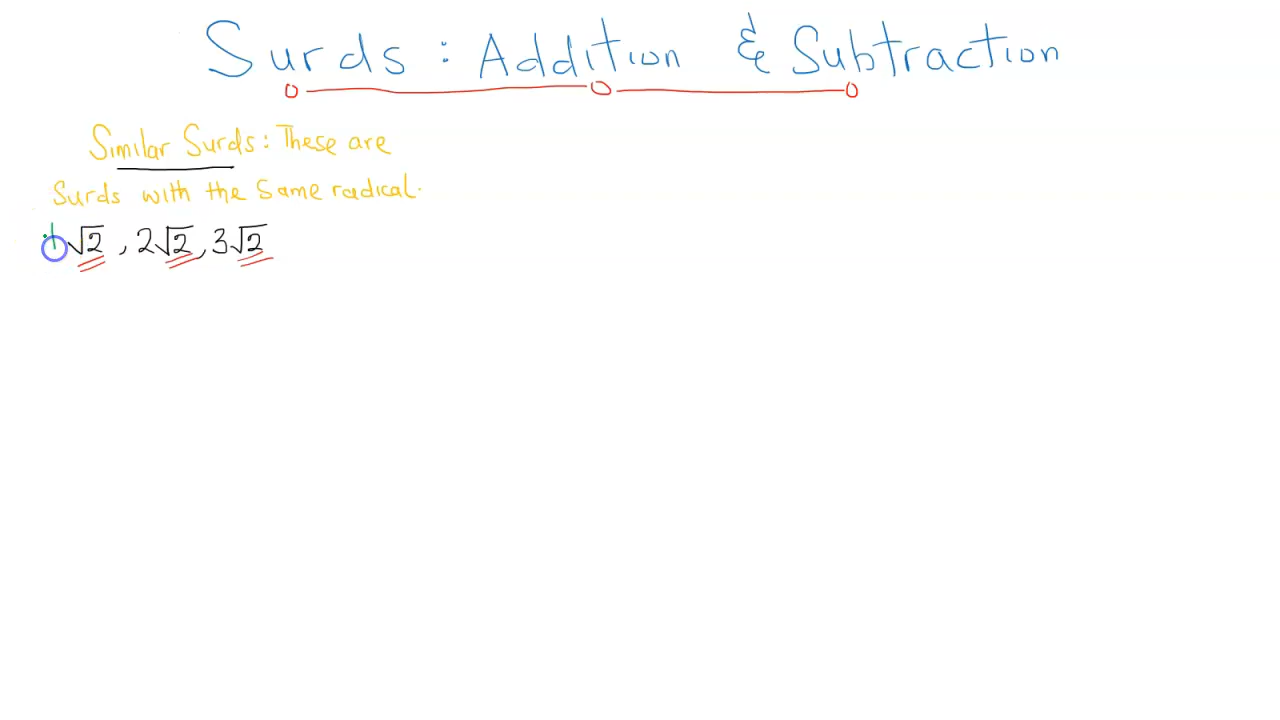 Surds : Addition & Subtraction
Similar Surds: These are
Surds with the same radical.
1√2 , 2√2, 3√2